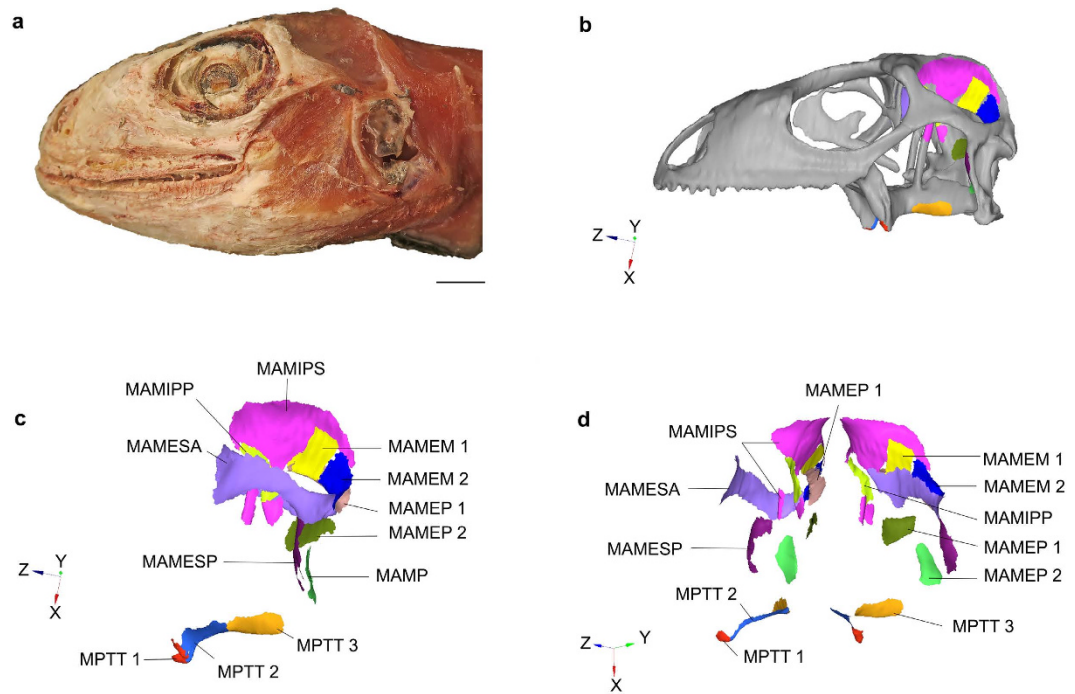 a
b
Z
Y
X
c
MAMIPS
MAMIPP
MAMESA
MAMEM 1
MAMEM 2
MAMEP 1
MAMEP 2
MAMESP
MAMP
Z
Y
X
MPTT 1
MPTT 2
MPTT 3
d
MAMEP 1
MAMIPS
MAMESA
MAMEM 1
MAMEM 2
MAMIPP
MAMESP
MAMEP 1
MAMEP 2
MPTT 2
Z
Y
X
MPTT 1
MPTT 3